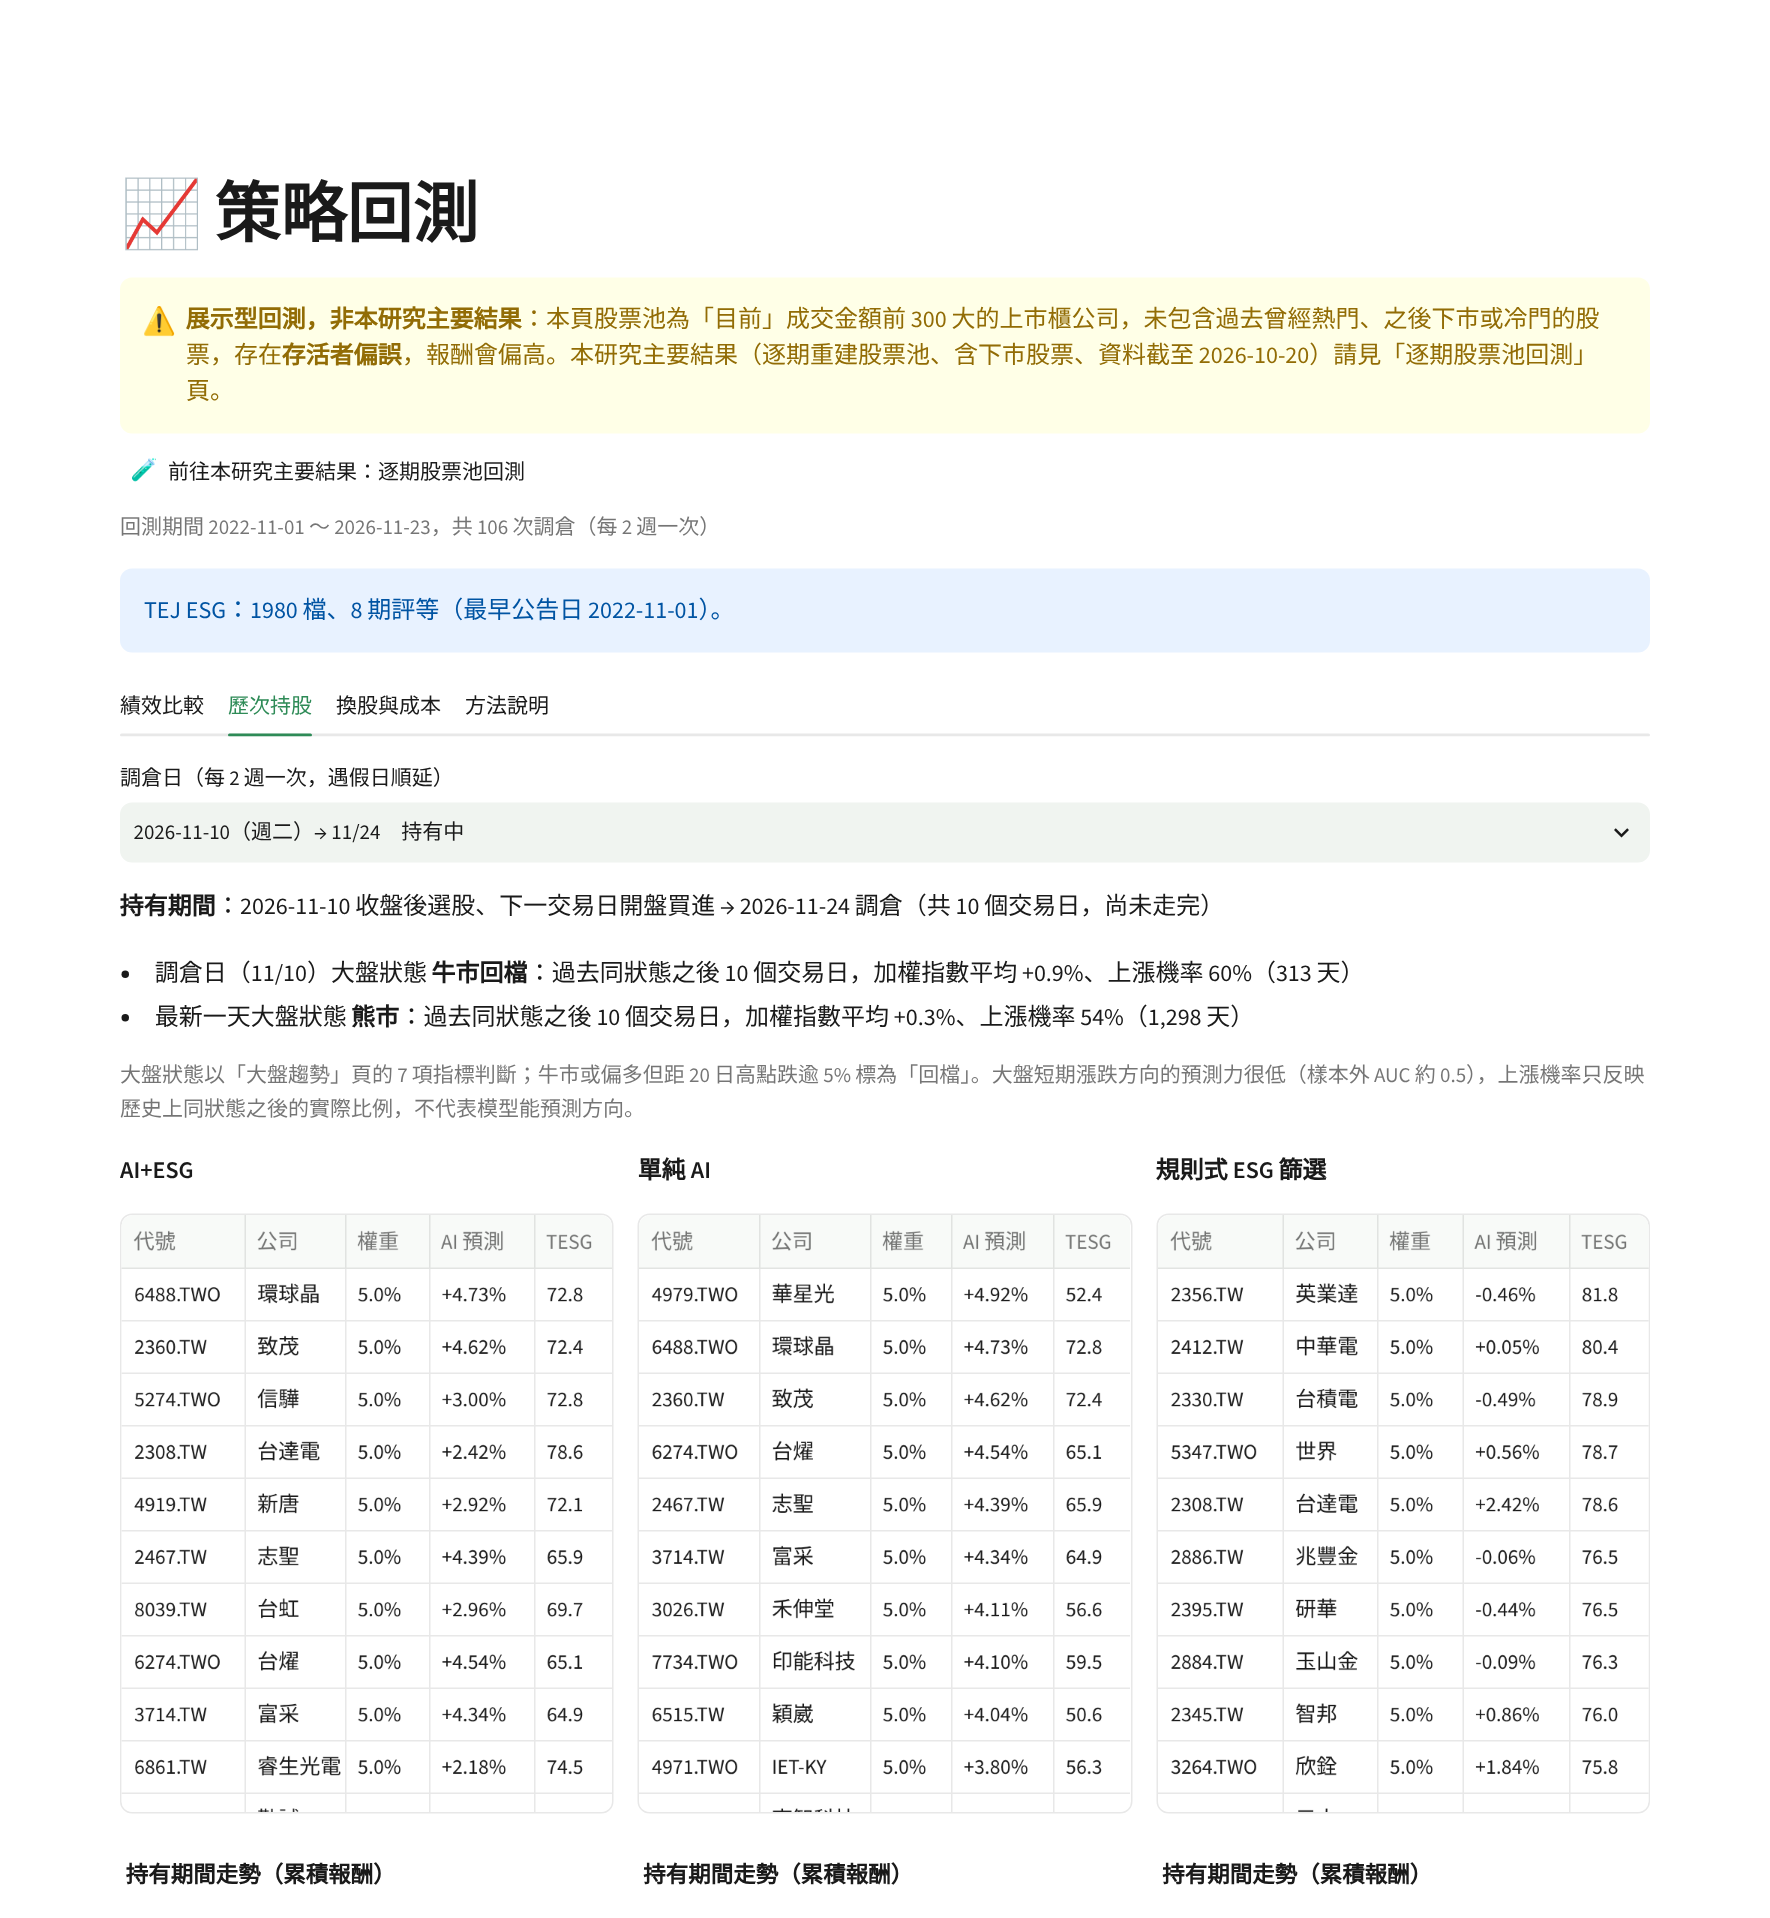 📈 策略回測
⚠️ 展示型回測，非本研究主要結果：本頁股票池為「目前」成交金額前 300 大的上市櫃公司，未包含過去曾經熱門、之後下市或冷門的股
票，存在存活者偏誤，報酬會偏高。本研究主要結果（逐期重建股票池、含下市股票、資料截至 2026-10-20）請見「逐期股票池回測」
頁。
🧪 前往本研究主要結果：逐期股票池回測
回測期間 2022-11-01 ～ 2026-11-23，共 106 次調倉（每 2 週一次）
TEJ ESG：1980 檔、8 期評等（最早公告日 2022-11-01）。
績效比較 歷次持股 換股與成本 方法說明
調倉日（每 2 週一次，遇假日順延）
2026-11-10（週二）→ 11/24 持有中
持有期間：2026-11-10 收盤後選股、下一交易日開盤買進 → 2026-11-24 調倉（共 10 個交易日，尚未走完）
• 調倉日（11/10）大盤狀態 牛市回檔：過去同狀態之後 10 個交易日，加權指數平均 +0.9%、上漲機率 60%（313 天）
• 最新一天大盤狀態 熊市：過去同狀態之後 10 個交易日，加權指數平均 +0.3%、上漲機率 54%（1,298 天）
大盤狀態以「大盤趨勢」頁的 7 項指標判斷；牛市或偏多但距 20 日高點跌逾 5% 標為「回檔」。大盤短期漲跌方向的預測力很低（樣本外 AUC 約 0.5），上漲機率只反映
歷史上同狀態之後的實際比例，不代表模型能預測方向。
AI+ESG
代號 公司 權重 AI 預測 TESG
6488.TWO 環球晶 5.0% +4.73% 72.8
2360.TW 致茂 5.0% +4.62% 72.4
5274.TWO 信驊 5.0% +3.00% 72.8
2308.TW 台達電 5.0% +2.42% 78.6
4919.TW 新唐 5.0% +2.92% 72.1
2467.TW 志聖 5.0% +4.39% 65.9
8039.TW 台虹 5.0% +2.96% 69.7
6274.TWO 台燿 5.0% +4.54% 65.1
3714.TW 富采 5.0% +4.34% 64.9
6861.TW 睿生光電 5.0% +2.18% 74.5
持有期間走勢（累積報酬）
單純 AI
代號 公司 權重 AI 預測 TESG
4979.TWO 華星光 5.0% +4.92% 52.4
6488.TWO 環球晶 5.0% +4.73% 72.8
2360.TW 致茂 5.0% +4.62% 72.4
6274.TWO 台燿 5.0% +4.54% 65.1
2467.TW 志聖 5.0% +4.39% 65.9
3714.TW 富采 5.0% +4.34% 64.9
3026.TW 禾伸堂 5.0% +4.11% 56.6
7734.TWO 印能科技 5.0% +4.10% 59.5
6515.TW 穎崴 5.0% +4.04% 50.6
4971.TWO IET-KY 5.0% +3.80% 56.3
持有期間走勢（累積報酬）
規則式 ESG 篩選
代號 公司 權重 AI 預測 TESG
2356.TW 英業達 5.0% -0.46% 81.8
2412.TW 中華電 5.0% +0.05% 80.4
2330.TW 台積電 5.0% -0.49% 78.9
5347.TWO 世界 5.0% +0.56% 78.7
2308.TW 台達電 5.0% +2.42% 78.6
2886.TW 兆豐金 5.0% -0.06% 76.5
2395.TW 研華 5.0% -0.44% 76.5
2884.TW 玉山金 5.0% -0.09% 76.3
2345.TW 智邦 5.0% +0.86% 76.0
3264.TWO 欣銓 5.0% +1.84% 75.8
持有期間走勢（累積報酬）